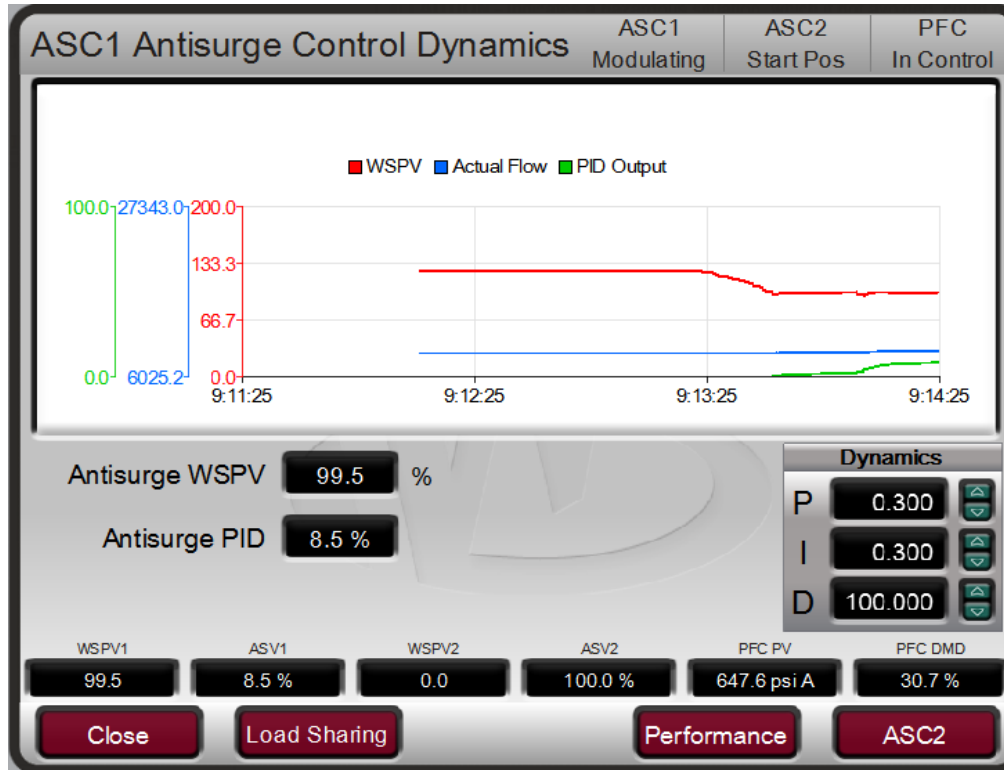 ASC1 Antisurge Control Dynamics
ASC1 Modulating
ASC2 Start Pos
PFC In Control
WSPV Actual Flow PID Output
100.0 27343.0 200.0
133.3
66.7
0.0 6025.2 0.0
9:11:25 9:12:25 9:13:25 9:14:25
Antisurge WSPV 99.5 %
Antisurge PID 8.5 %
Dynamics
P 0.300
I 0.300
D 100.000
WSPV1 ASV1 WSPV2 ASV2 PFC PV PFC DMD
99.5 8.5 % 0.0 100.0 % 647.6 psiA 30.7 %
Close Load Sharing Performance ASC2